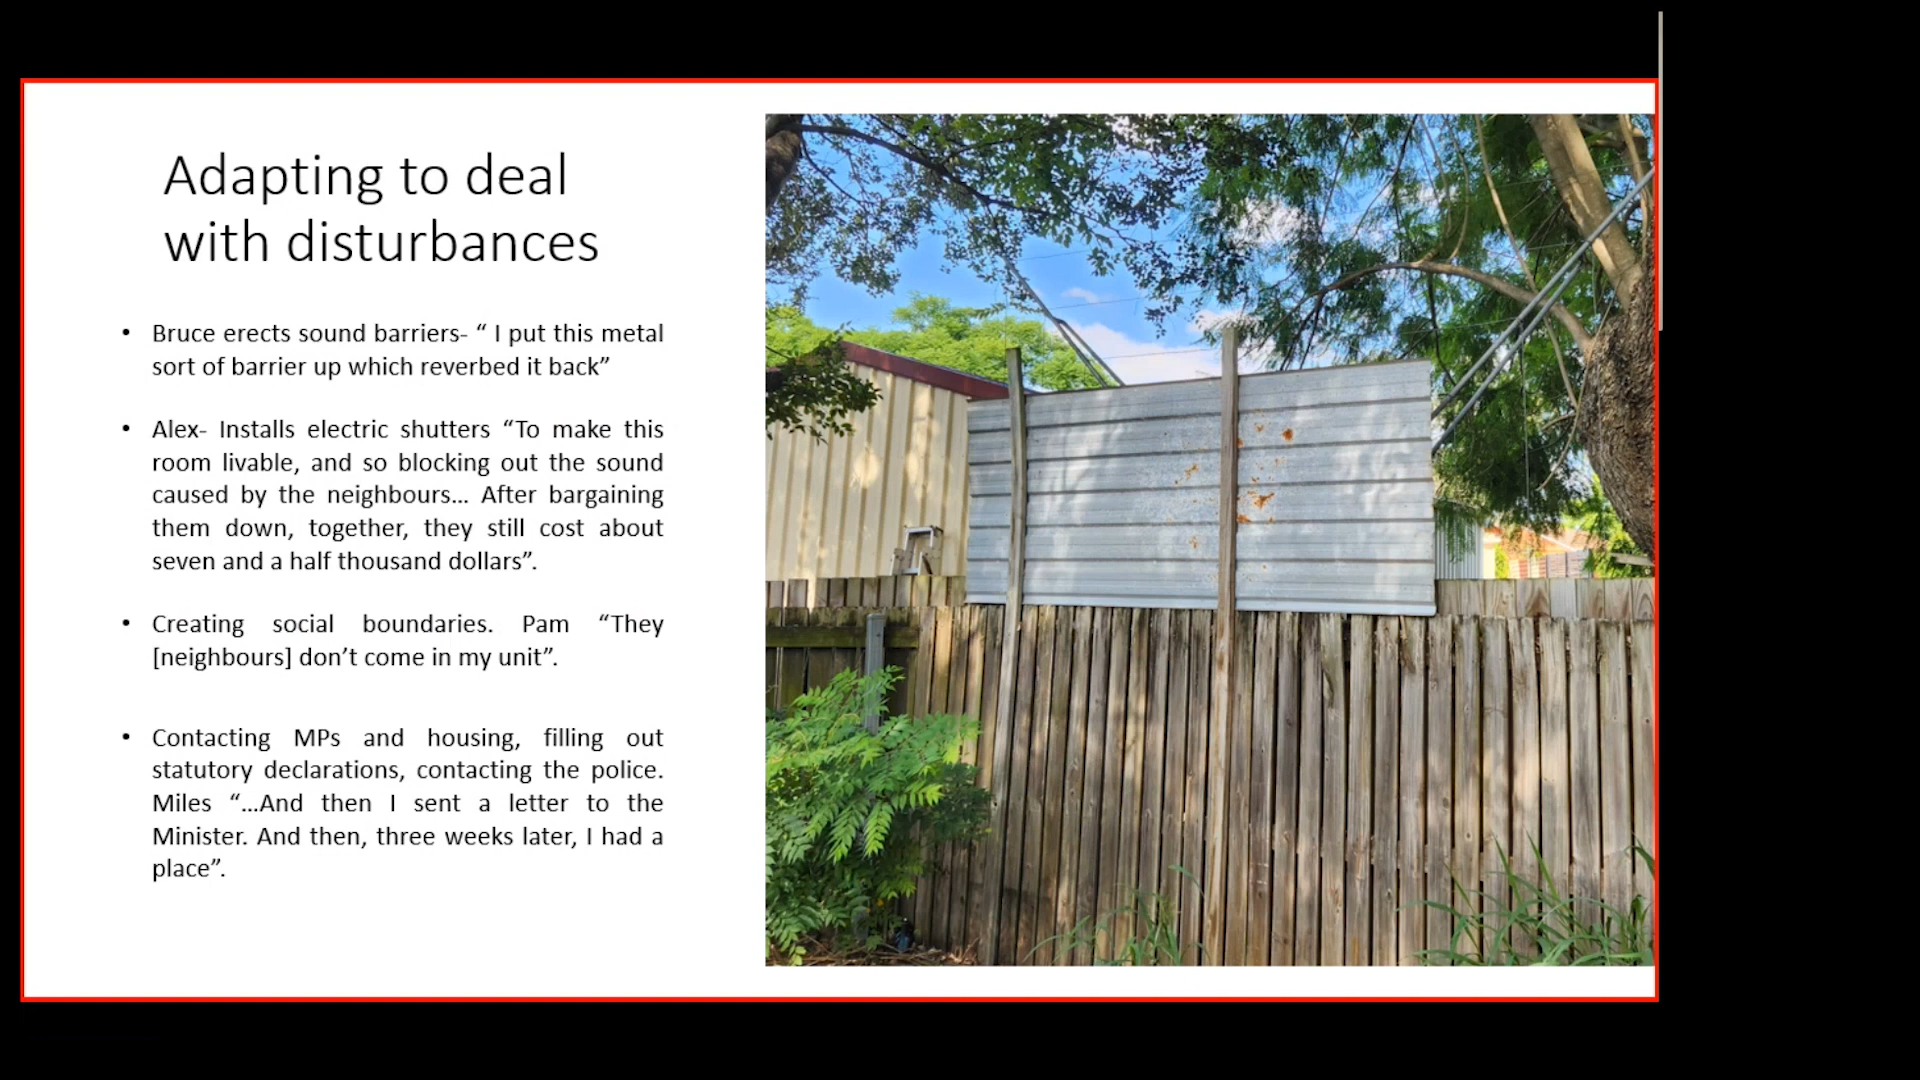 Adapting to deal
with disturbances
• Bruce erects sound barriers- “ I put this metal
sort of barrier up which reverbed it back”
• Alex- Installs electric shutters “To make this
room livable, and so blocking out the sound
caused by the neighbours… After bargaining
them down, together, they still cost about
seven and a half thousand dollars”.
• Creating social boundaries. Pam “They
[neighbours] don’t come in my unit”.
• Contacting MPs and housing, filling out
statutory declarations, contacting the police.
Miles “…And then I sent a letter to the
Minister. And then, three weeks later, I had a
place”.